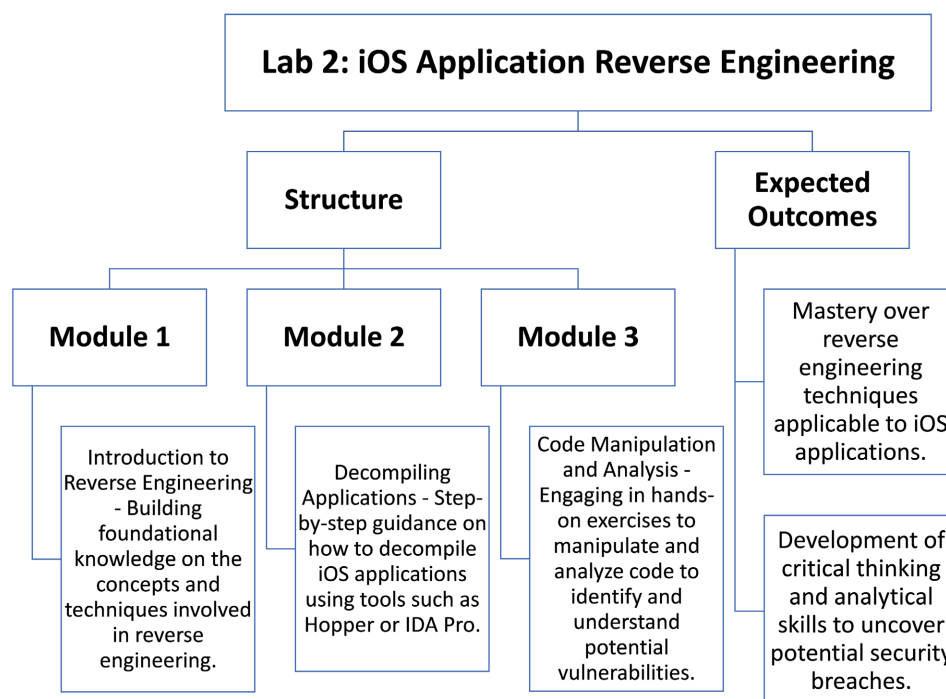 Lab 2: iOS Application Reverse Engineering
Structure
Expected
Outcomes
Module 1
Module 2
Module 3
Introduction to
Reverse Engineering
- Building
foundational
knowledge on the
concepts and
techniques involved
in reverse
engineering.
Decompiling
Applications - Step-
by-step guidance on
how to decompile
iOS applications
using tools such as
Hopper or IDA Pro.
Code Manipulation
and Analysis -
Engaging in hands-
on exercises to
manipulate and
analyze code to
identify and
understand
potential
vulnerabilities.
Mastery over
reverse
engineering
techniques
applicable to iOS
applications.
Development of
critical thinking
and analytical
skills to uncover
potential security
breaches.